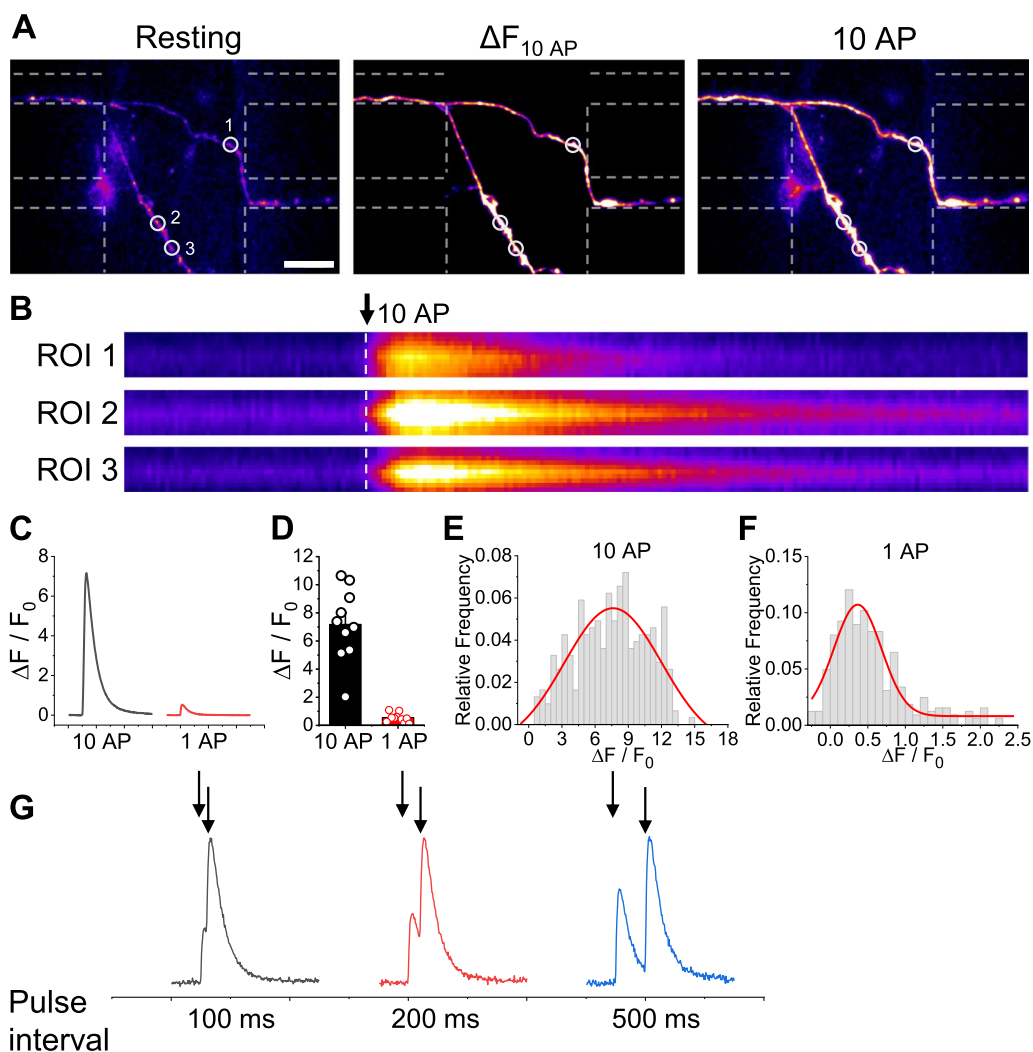 A
Resting
ΔF10 AP
10 AP
1
2
3
B
10 AP
ROI 1
ROI 2
ROI 3
C
ΔF / F0
8
6
4
2
0
10 AP
1 AP
D
ΔF / F0
12
10
8
6
4
2
0
10 AP
1 AP
E
10 AP
Relative Frequency
0.08
0.06
0.04
0.02
0.00
0
3
6
9
12
15
18
ΔF / F0
F
1 AP
Relative Frequency
0.15
0.10
0.05
0.00
0.0
0.5
1.0
1.5
2.0
2.5
ΔF / F0
G
Pulse
interval
100 ms
200 ms
500 ms